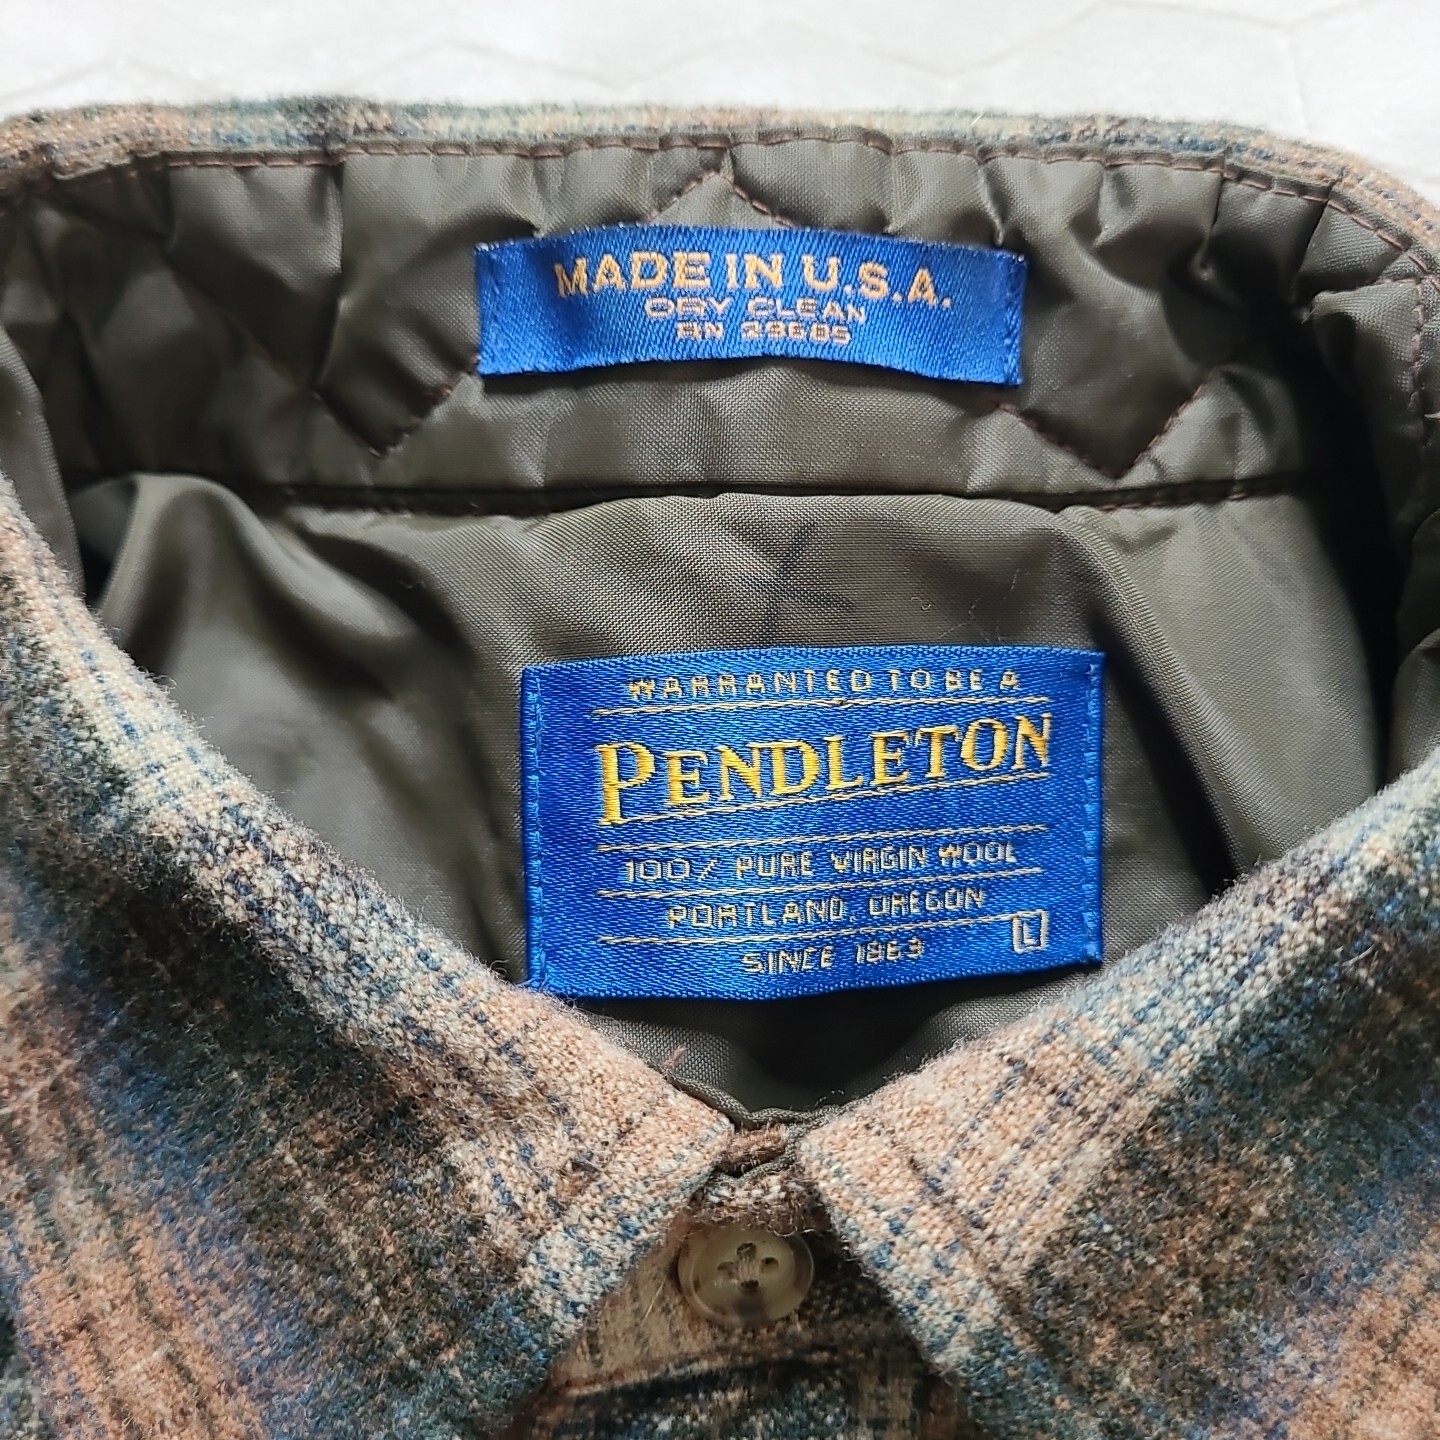 MADE IN U.S.A.
DRY CLEAN
RN 29685
WARRANTED TO BE A
PENDLETON
100% PURE VIRGIN WOOL
PORTLAND, OREGON
L
SINCE 1863